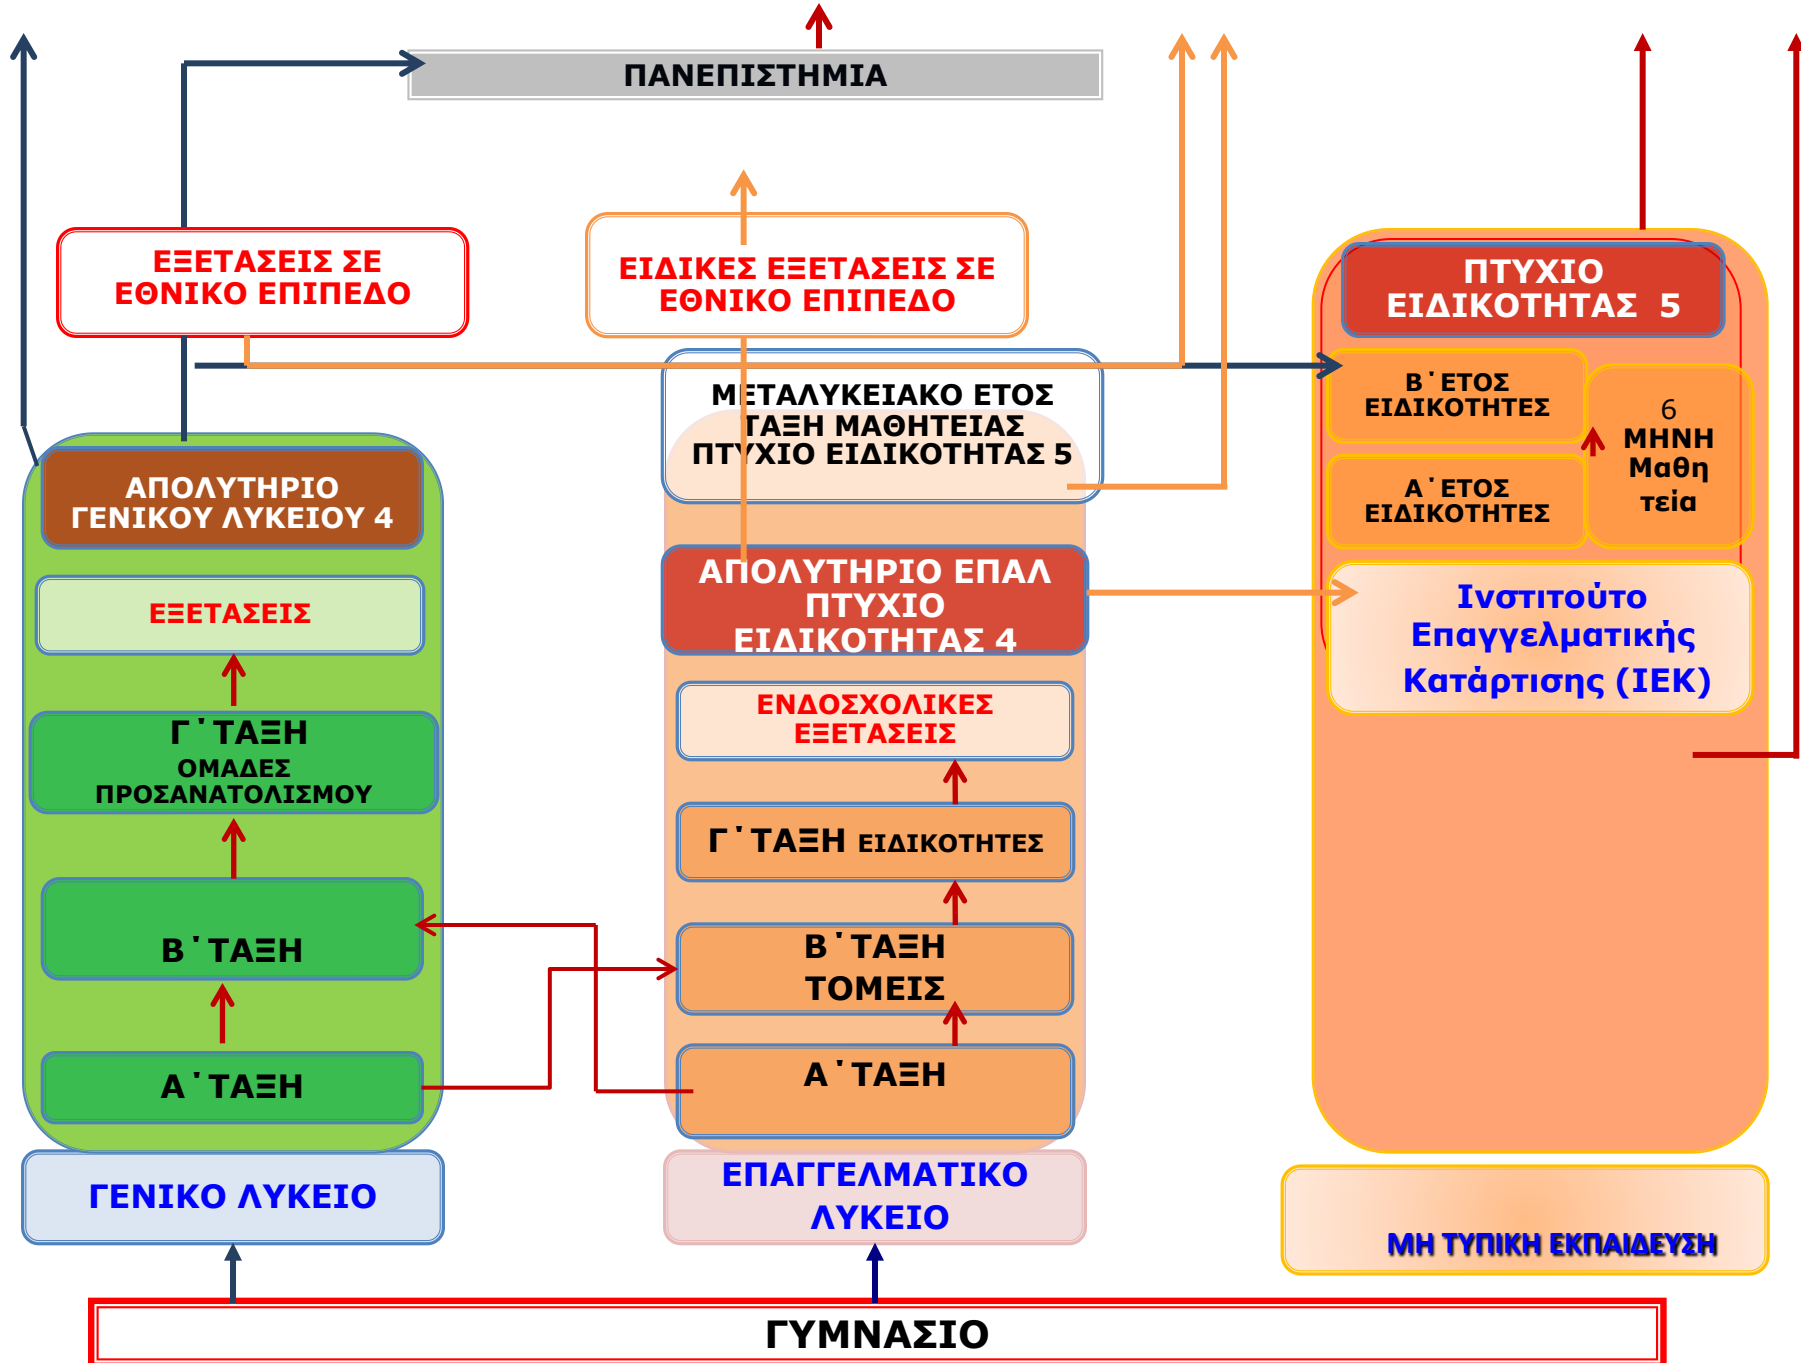 ΠΑΝΕΠΙΣΤΗΜΙΑ
ΕΞΕΤΑΣΕΙΣ ΣΕ
ΕΘΝΙΚΟ ΕΠΙΠΕΔΟ
ΕΙΔΙΚΕΣ ΕΞΕΤΑΣΕΙΣ ΣΕ
ΕΘΝΙΚΟ ΕΠΙΠΕΔΟ
ΠΤΥΧΙΟ
ΕΙΔΙΚΟΤΗΤΑΣ 5
ΜΕΤΑΛΥΚΕΙΑΚΟ ΕΤΟΣ
ΤΑΞΗ ΜΑΘΗΤΕΙΑΣ
ΠΤΥΧΙΟ ΕΙΔΙΚΟΤΗΤΑΣ 5
Β΄ΕΤΟΣ
ΕΙΔΙΚΟΤΗΤΕΣ
6
ΜΗΝΗ
Μαθη
τεία
Α΄ΕΤΟΣ
ΕΙΔΙΚΟΤΗΤΕΣ
ΑΠΟΛΥΤΗΡΙΟ
ΓΕΝΙΚΟΥ ΛΥΚΕΙΟΥ 4
ΑΠΟΛΥΤΗΡΙΟ ΕΠΑΛ
ΠΤΥΧΙΟ
ΕΙΔΙΚΟΤΗΤΑΣ 4
Ινστιτούτο
Επαγγελματικής
Κατάρτισης (ΙΕΚ)
ΕΞΕΤΑΣΕΙΣ
ΕΝΔΟΣΧΟΛΙΚΕΣ
ΕΞΕΤΑΣΕΙΣ
Γ΄ΤΑΞΗ
ΟΜΑΔΕΣ
ΠΡΟΣΑΝΑΤΟΛΙΣΜΟΥ
Γ΄ΤΑΞΗ ΕΙΔΙΚΟΤΗΤΕΣ
Β΄ΤΑΞΗ
Β΄ΤΑΞΗ
ΤΟΜΕΙΣ
Α΄ΤΑΞΗ
Α΄ΤΑΞΗ
ΓΕΝΙΚΟ ΛΥΚΕΙΟ
ΕΠΑΓΓΕΛΜΑΤΙΚΟ
ΛΥΚΕΙΟ
ΜΗ ΤΥΠΙΚΗ ΕΚΠΑΙΔΕΥΣΗ
ΓΥΜΝΑΣΙΟ